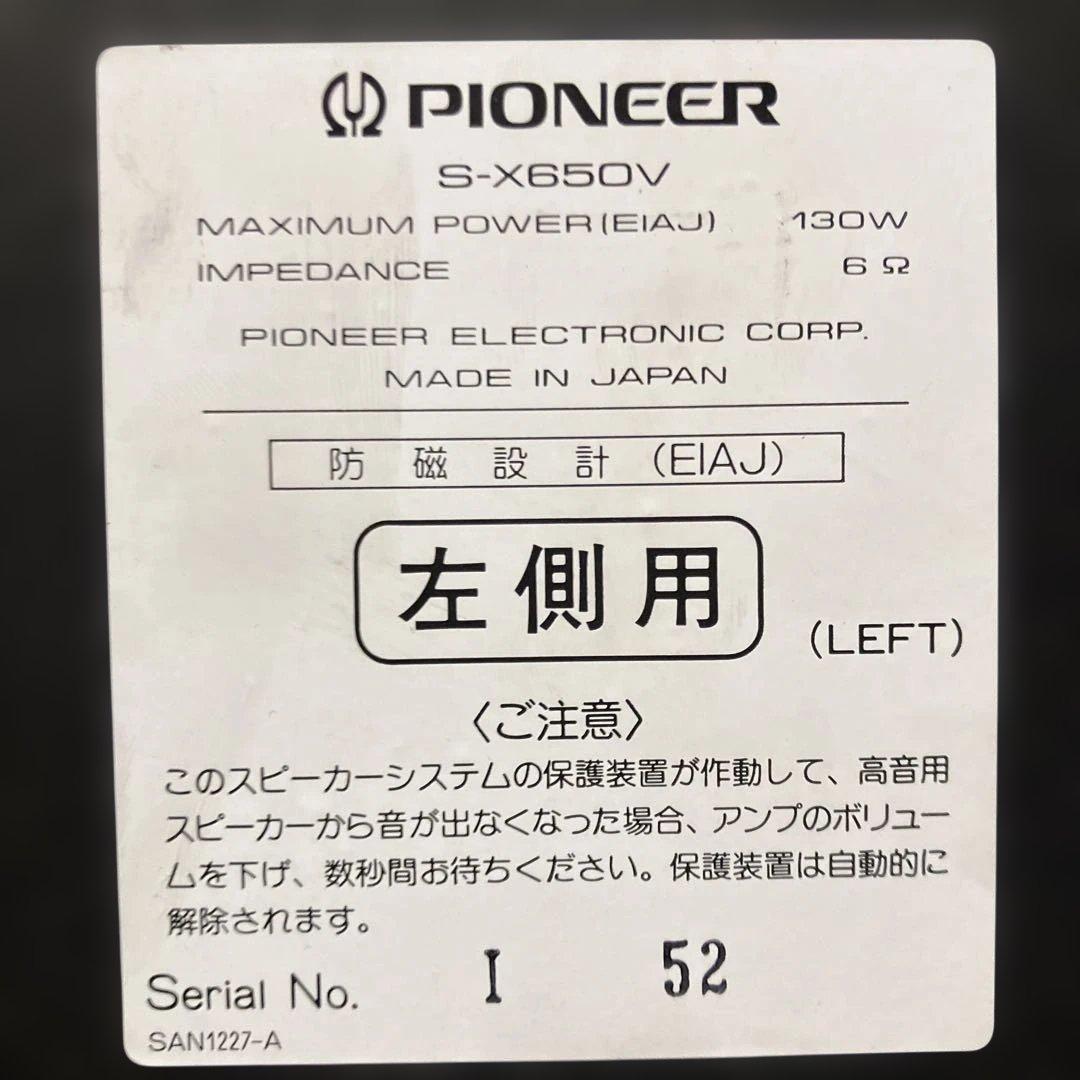 PIONEER
S-X650V
MAXIMUM POWER(EIAJ) 130W
IMPEDANCE 6 Ω
PIONEER ELECTRONIC CORP.
MADE IN JAPAN
防磁設計 (EIAJ)
左側用
(LEFT)
〈ご注意〉
このスピーカーシステムの保護装置が作動して、高音用
スピーカーから音が出なくなった場合、アンプのボリュー
ムを下げ、数秒間お待ちください。保護装置は自動的に
解除されます。
Serial No. I 52
SAN1227-A